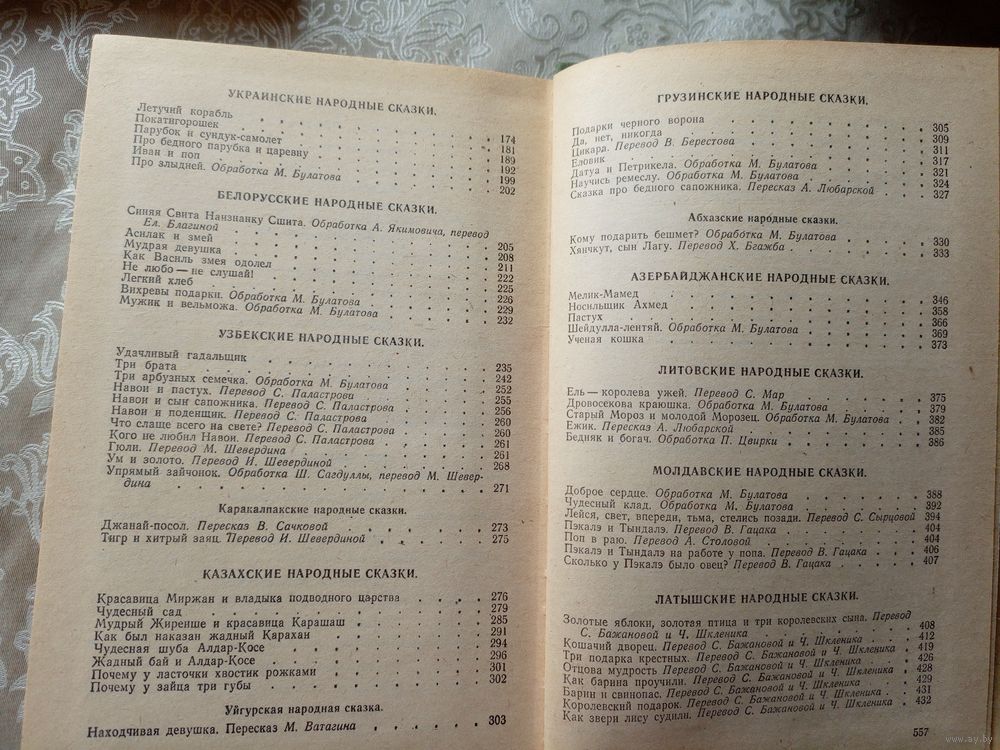 УКРАИНСКИЕ НАРОДНЫЕ СКАЗКИ.
Летучий корабль . . . 174
Покатигорошек . . . 181
Парубок и сундук-самолет . . . 189
Про бедного парубка и царевну . . . 192
Иван и поп . . . 199
Про злыдней. Обработка М. Булатова . . . 202
БЕЛОРУССКИЕ НАРОДНЫЕ СКАЗКИ.
Синяя Свита Наизнанку Сшита. Обработка А. Якимовича, перевод
Ел. Благиной . . . 205
Асилак и змей . . . 208
Мудрая девушка . . . 211
Как Василь змея одолел . . . 222
Не любо — не слушай! . . . 225
Легкий хлеб . . . 226
Вихревы подарки. Обработка М. Булатова . . . 229
Мужик и вельможа. Обработка М. Булатова . . . 232
УЗБЕКСКИЕ НАРОДНЫЕ СКАЗКИ.
Удачливый гадальщик . . . 235
Три брата . . . 242
Три арбузных семечка. Обработка М. Булатова . . . 252
Навои и пастух. Перевод С. Паластрова . . . 255
Навои и сын сапожника. Перевод С. Паластрова . . . 256
Навои и поденщик. Перевод С. Паластрова . . . 260
Что слаще всего на свете? Перевод С. Паластрова . . . 260
Кого не любил Навои. Перевод С. Паластрова . . . 261
Гюли. Перевод М. Шевердина . . . 261
Ум и золото. Перевод И. Шевердиной . . . 268
Упрямый зайчонок. Обработка Ш. Сагдуллы, перевод М. Шевер-
дина . . . 271
Каракалпакские народные сказки.
Джанай-посол. Пересказ В. Сачковой . . . 273
Тигр и хитрый заяц. Перевод И. Шевердиной . . . 275
КАЗАХСКИЕ НАРОДНЫЕ СКАЗКИ.
Красавица Миржан и владыка подводного царства . . . 276
Чудесный сад . . . 279
Мудрый Жиренше и красавица Карашаш . . . 285
Как был наказан жадный Карахан . . . 291
Чудесная шуба Алдар-Косе . . . 294
Жадный бай и Алдар-Косе . . . 296
Почему у ласточки хвостик рожками . . . 301
Почему у зайца три губы . . . 302
Уйгурская народная сказка.
Находчивая девушка. Пересказ М. Ватагина . . . 303
ГРУЗИНСКИЕ НАРОДНЫЕ СКАЗКИ.
Подарки черного ворона . . . 305
Да, нет, никогда . . . 309
Цикара. Перевод В. Берестова . . . 311
Еловик . . . 317
Датуа и Петрикела. Обработка М. Булатова . . . 321
Научись ремеслу. Обработка М. Булатова . . . 324
Сказка про бедного сапожника. Пересказ А. Любарской . . . 327
Абхазские народные сказки.
Кому подарить бешмет? Обработка М. Булатова . . . 330
Хянчкут, сын Лагу. Перевод Х. Бгажба . . . 333
АЗЕРБАЙДЖАНСКИЕ НАРОДНЫЕ СКАЗКИ.
Мелик-Мамед . . . 346
Носильщик Ахмед . . . 358
Пастух . . . 366
Шейдулла-лентяй. Обработка М. Булатова . . . 369
Ученая кошка . . . 373
ЛИТОВСКИЕ НАРОДНЫЕ СКАЗКИ.
Ель — королева ужей. Перевод С. Мар . . . 375
Дровосекова краюшка. Обработка М. Булатова . . . 379
Старый Мороз и молодой Морозец. Обработка М. Булатова . . . 382
Ежик. Пересказ А. Любарской . . . 385
Бедняк и богач. Обработка П. Цвирки . . . 386
МОЛДАВСКИЕ НАРОДНЫЕ СКАЗКИ.
Доброе сердце. Обработка М. Булатова . . . 388
Чудесный клад. Обработка М. Булатова . . . 392
Лейся, свет, впереди, тьма, стелись позади. Перевод С. Сырцовой 394
Пэкалэ и Тындалэ. Перевод В. Гацака . . . 404
Поп в раю. Перевод А. Столовой . . . 404
Пэкалэ и Тындалэ на работе у попа. Перевод В. Гацака . . . 406
Сколько у Пэкалэ было овец? Перевод В. Гацака . . . 407
ЛАТЫШСКИЕ НАРОДНЫЕ СКАЗКИ.
Золотые яблоки, золотая птица и три королевских сына. Перевод
С. Бажановой и Ч. Шкленика . . . 408
Кошачий дворец. Перевод С. Бажановой и Ч. Шкленика . . . 412
Три подарка крестных. Перевод С. Бажановой и Ч. Шкленика . 419
Отцова мудрость Перевод С. Бажановой и Ч. Шкленика . . . 426
Как барина проучили. Перевод С. Бажановой и Ч. Шкленика . 428
Барин и свинопас. Перевод С. Бажановой и Ч. Шкленика . . . 429
Королевский подарок. Перевод С. Бажановой и Ч. Шкленика . . 431
Как звери лису судили. Перевод С. Бажановой и Ч. Шкленика . 432
557
www.ay.by